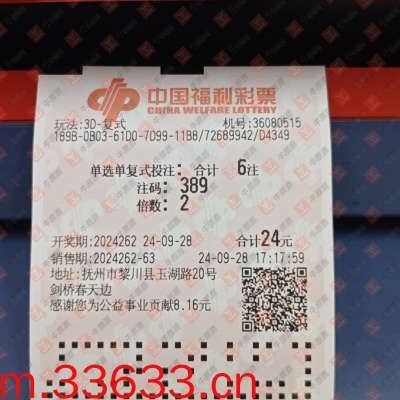 中国福利彩票
CHINA WELFARE LOTTERY
玩法:3D-复式 机号:36080515
189B-0B03-61D0-7D99-11B8/72689942/D4349
单选单复式投注: 合计 6注
注码: 389
倍数: 2
开奖期:2024262 24-09-28 合计24元
销售期:2024262-63 24-09-28 17:17:59
地址:抚州市黎川县玉湖路20号
剑桥春天边
感谢您为公益事业贡献8.16元
m.33633.cn